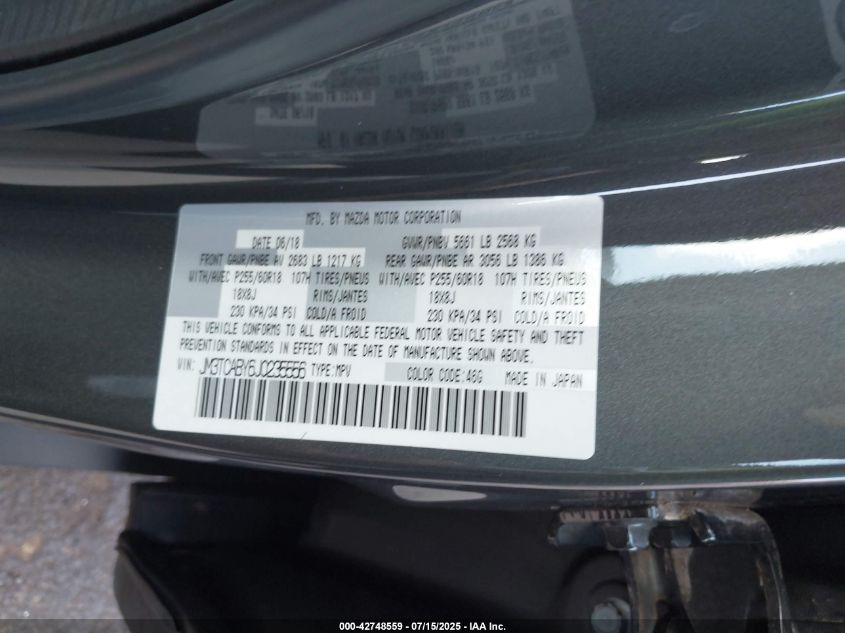 MFD. BY MAZDA MOTOR CORPORATION
DATE 06/18 GVWR/PNBV 5661 LB 2568 KG
FRONT GAWR/PNBE AV 2683 LB 1217 KG REAR GAWR/PNBE AR 3056 LB 1386 KG
WITH/AVEC P255/60R18 107H TIRES/PNEUS WITH/AVEC P255/60R18 107H TIRES/PNEUS
18X8J RIMS/JANTES 18X8J RIMS/JANTES
230 KPA/34 PSI COLD/A FROID 230 KPA/34 PSI COLD/A FROID
THIS VEHICLE CONFORMS TO ALL APPLICABLE FEDERAL MOTOR VEHICLE SAFETY AND THEFT
PREVENTION STANDARDS IN EFFECT ON THE DATE OF MANUFACTURE SHOWN ABOVE.
VIN: JM3TCABY6J0235556 TYPE:MPV COLOR CODE:46G MADE IN JAPAN
000-42748559 - 07/15/2025 - IAA Inc.